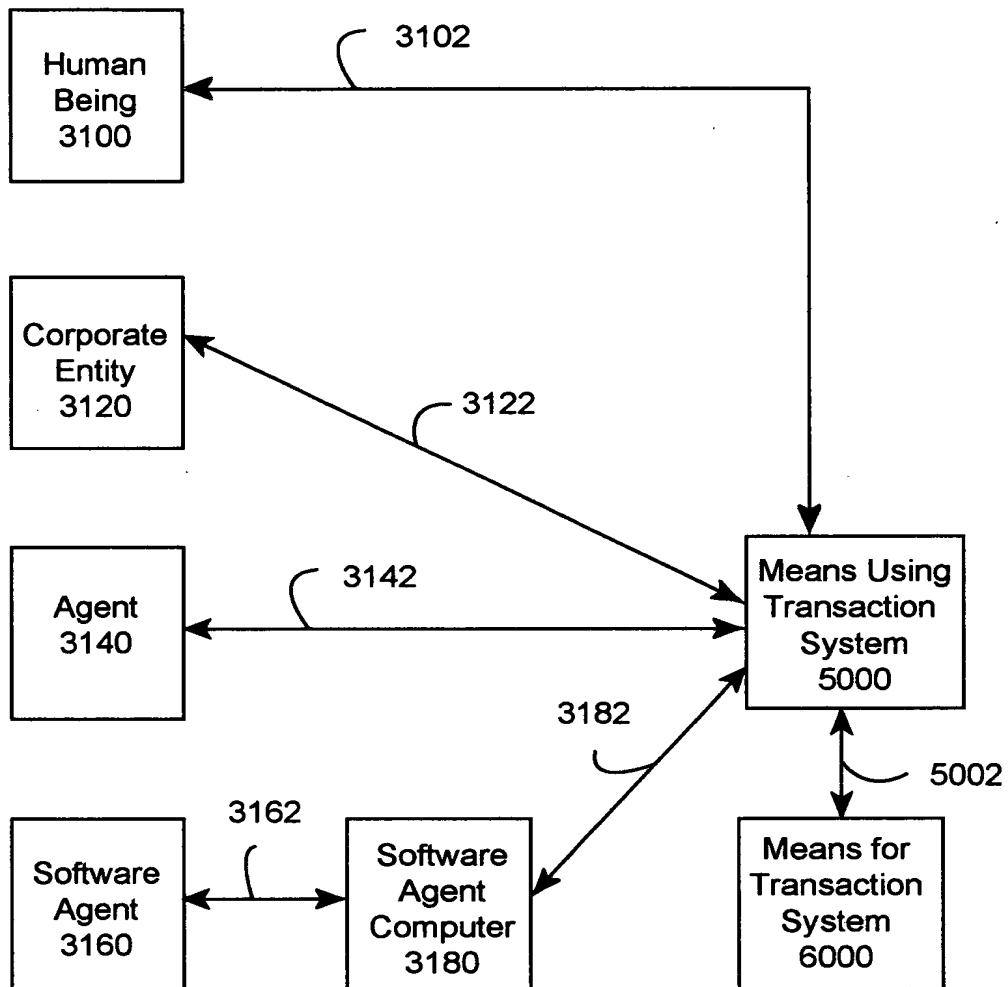 3102
Human
Being
3100
Corporate
Entity
3120
3122
3142
Agent
3140
Means Using
Transaction
System
5000
3182
5002
3162
Software
Agent
3160
Software
Agent
Computer
3180
Means for
Transaction
System
6000